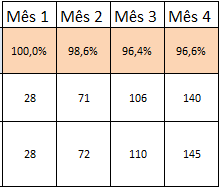 Mês 1 Mês 2 Mês 3 Mês 4
100,0% 98,6% 96,4% 96,6%
28 71 106 140
28 72 110 145